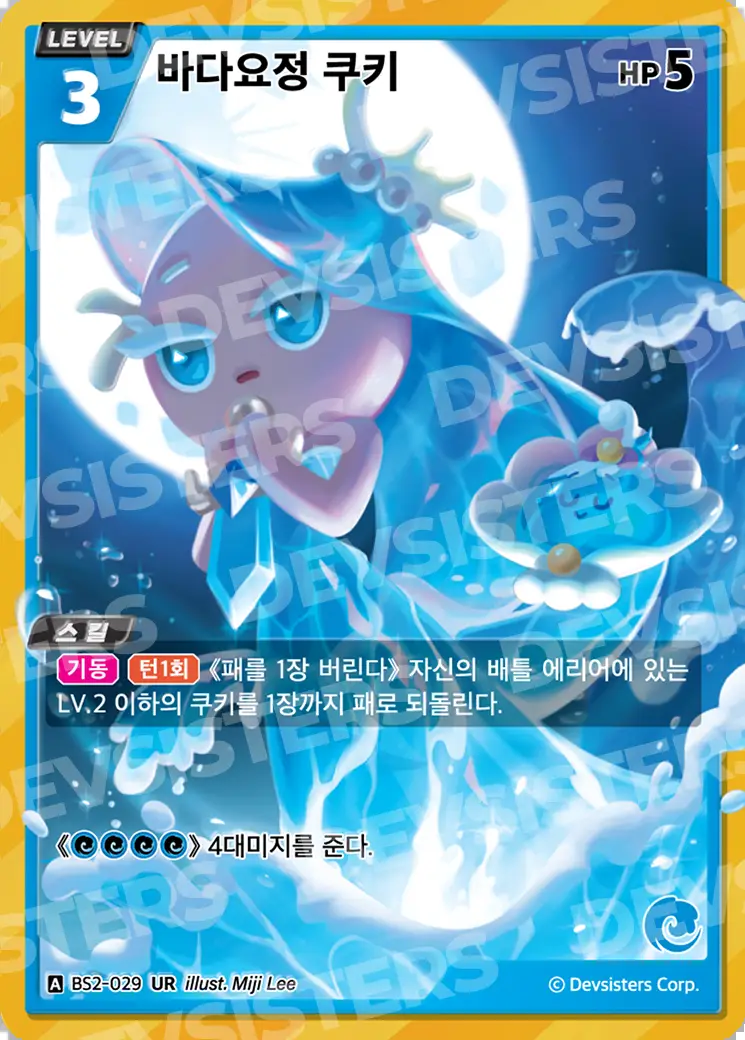 LEVEL
3
바다요정 쿠키
HP 5
스킬
기동 턴1회 《패를 1장 버린다》 자신의 배틀 에리어에 있는
LV.2 이하의 쿠키를 1장까지 패로 되돌린다.
《》 4대미지를 준다.
A BS2-029 UR illust. Miji Lee
© Devsisters Corp.
DEVSISTERS